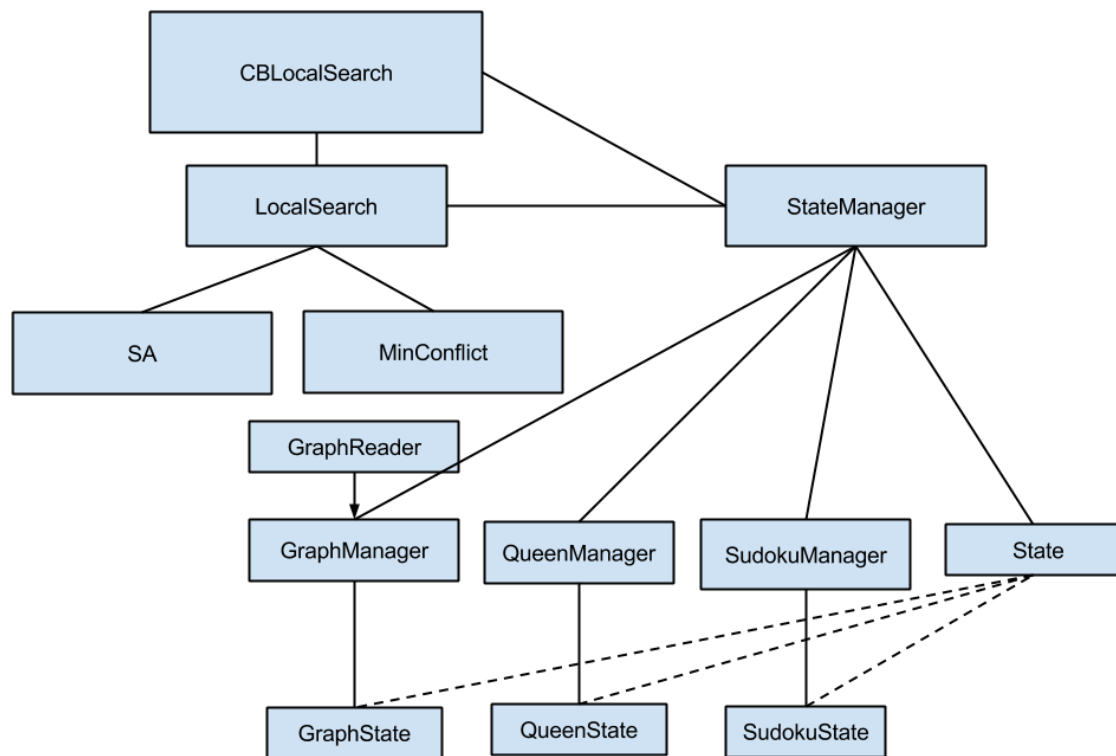 CBLocalSearch
LocalSearch
StateManager
SA
MinConflict
GraphReader
GraphManager
QueenManager
SudokuManager
State
GraphState
QueenState
SudokuState